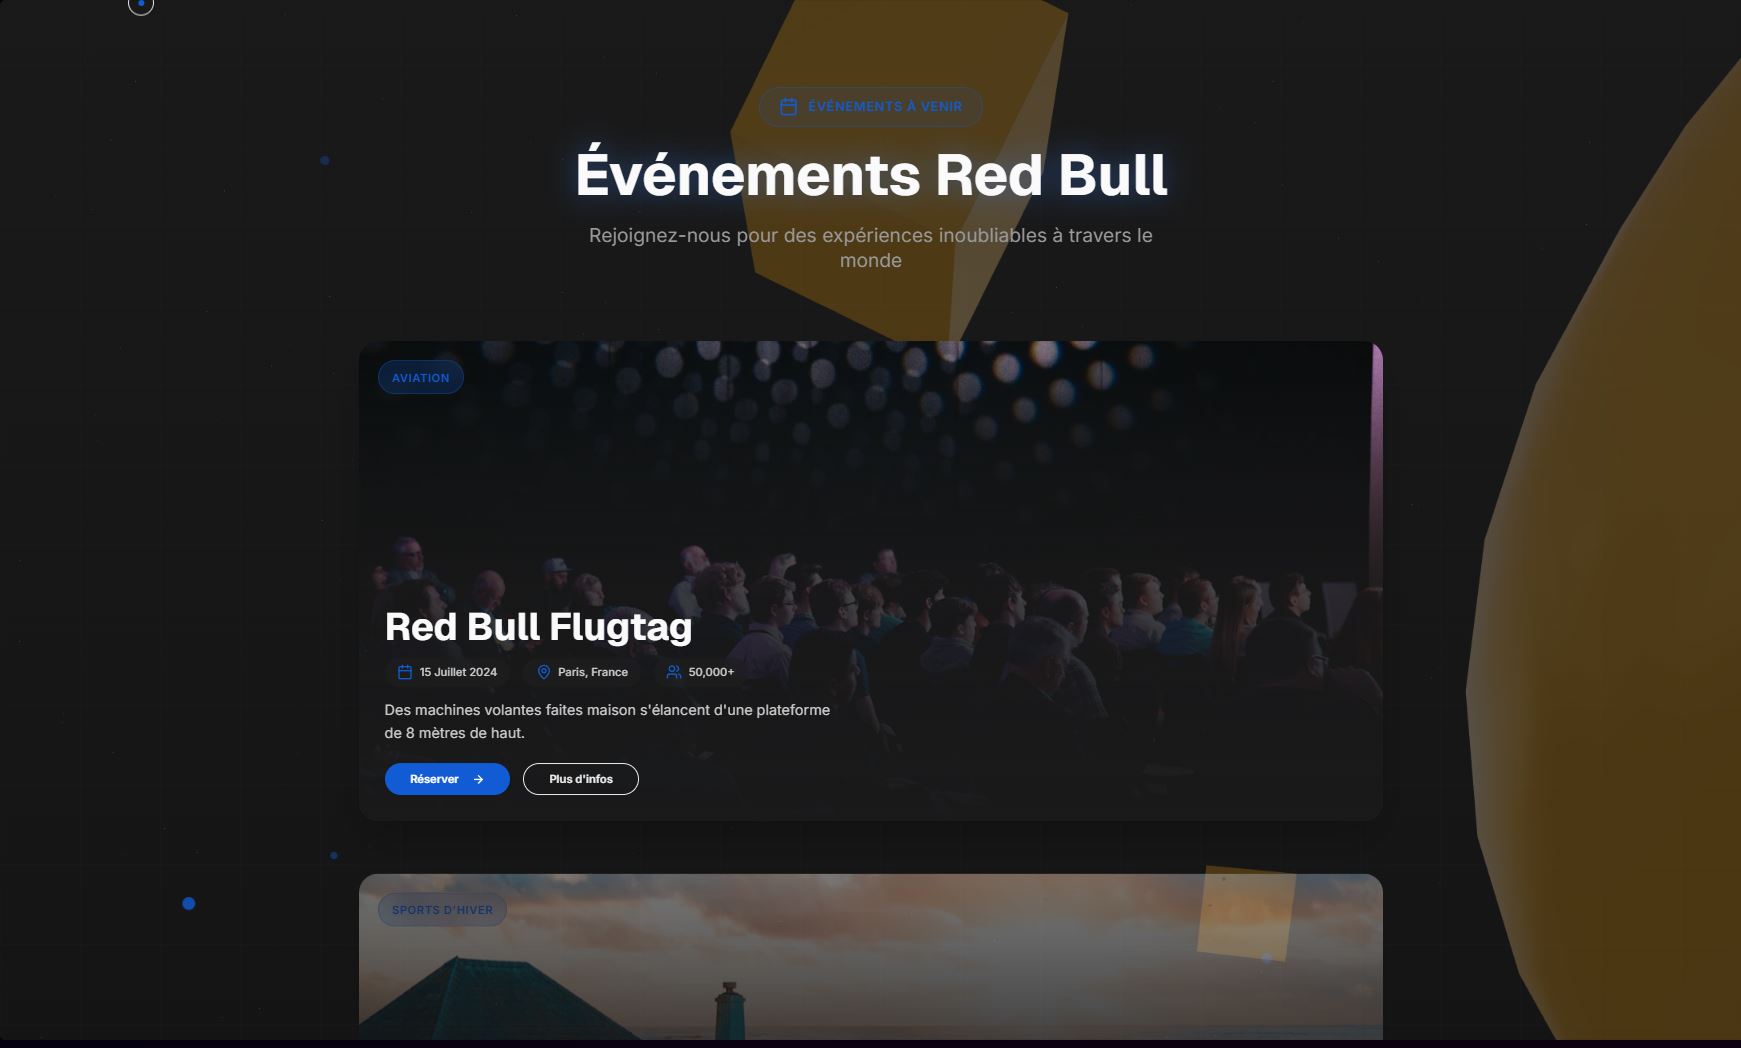 ÉVÉNEMENTS À VENIR
Événements Red Bull
Rejoignez-nous pour des expériences inoubliables à travers le
monde
AVIATION
Red Bull Flugtag
15 Juillet 2024
Paris, France
50,000+
Des machines volantes faites maison s'élancent d'une plateforme
de 8 mètres de haut.
Réserver
Plus d'infos
SPORTS D'HIVER